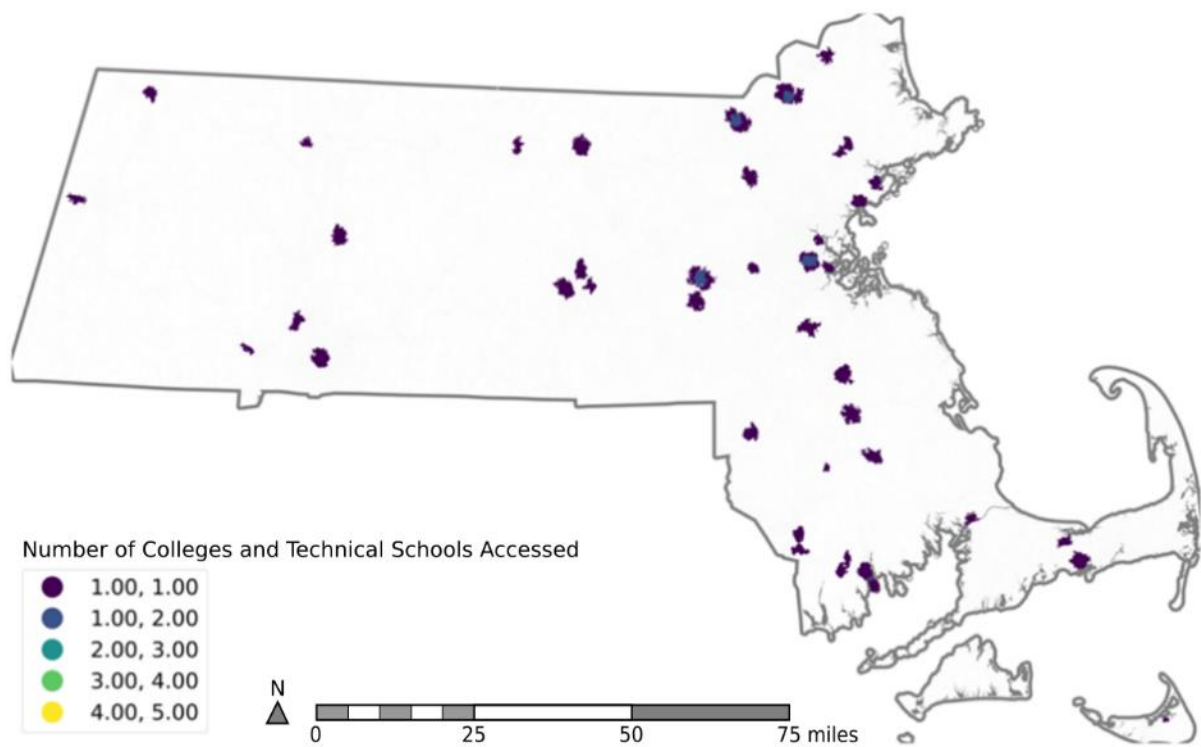 Number of Colleges and Technical Schools Accessed
1.00, 1.00
1.00, 2.00
2.00, 3.00
3.00, 4.00
4.00, 5.00
N
0 25 50 75 miles